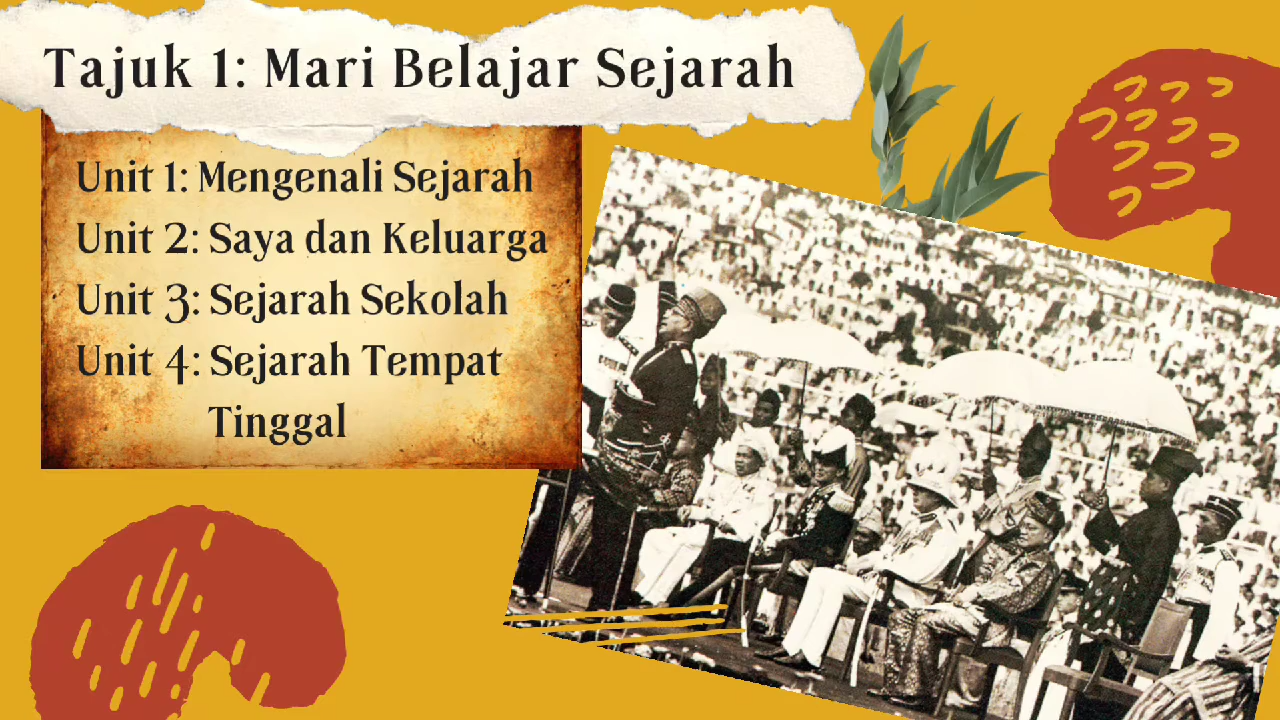 Tajuk 1: Mari Belajar Sejarah
Unit 1: Mengenali Sejarah
Unit 2: Saya dan Keluarga
Unit 3: Sejarah Sekolah
Unit 4: Sejarah Tempat
Tinggal